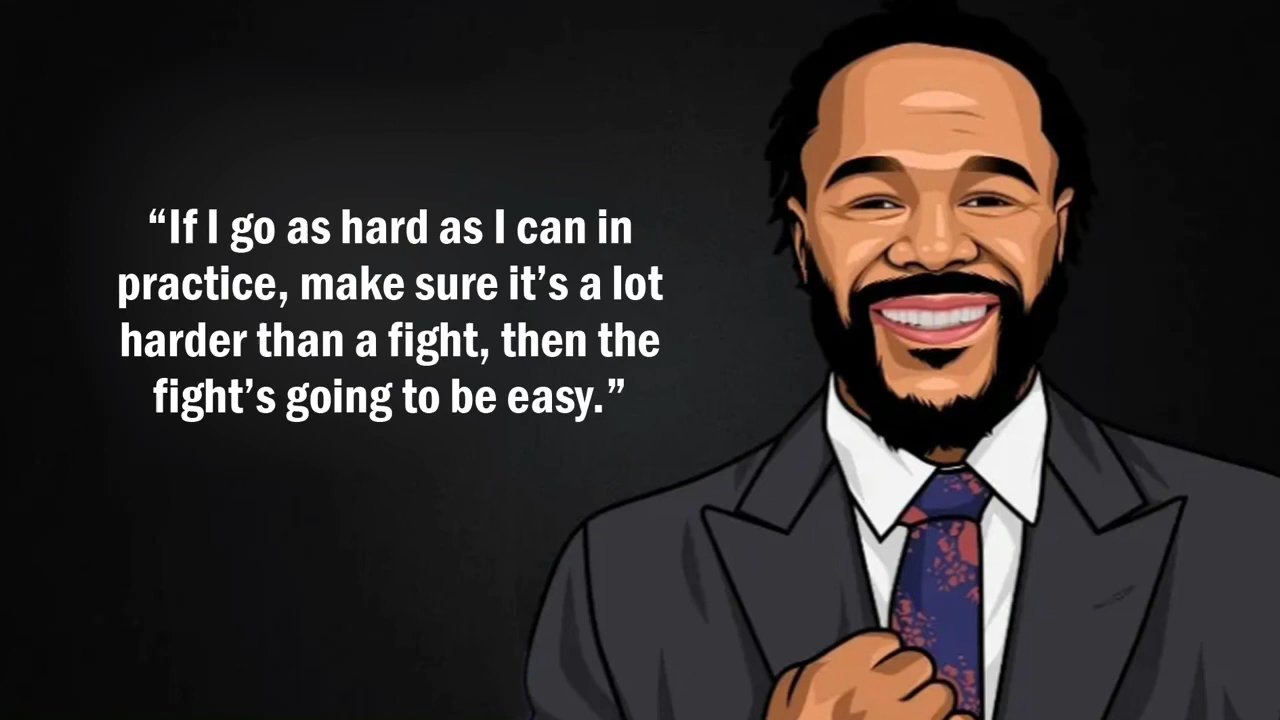 “If I go as hard as I can in
practice, make sure it’s a lot
harder than a fight, then the
fight’s going to be easy.”